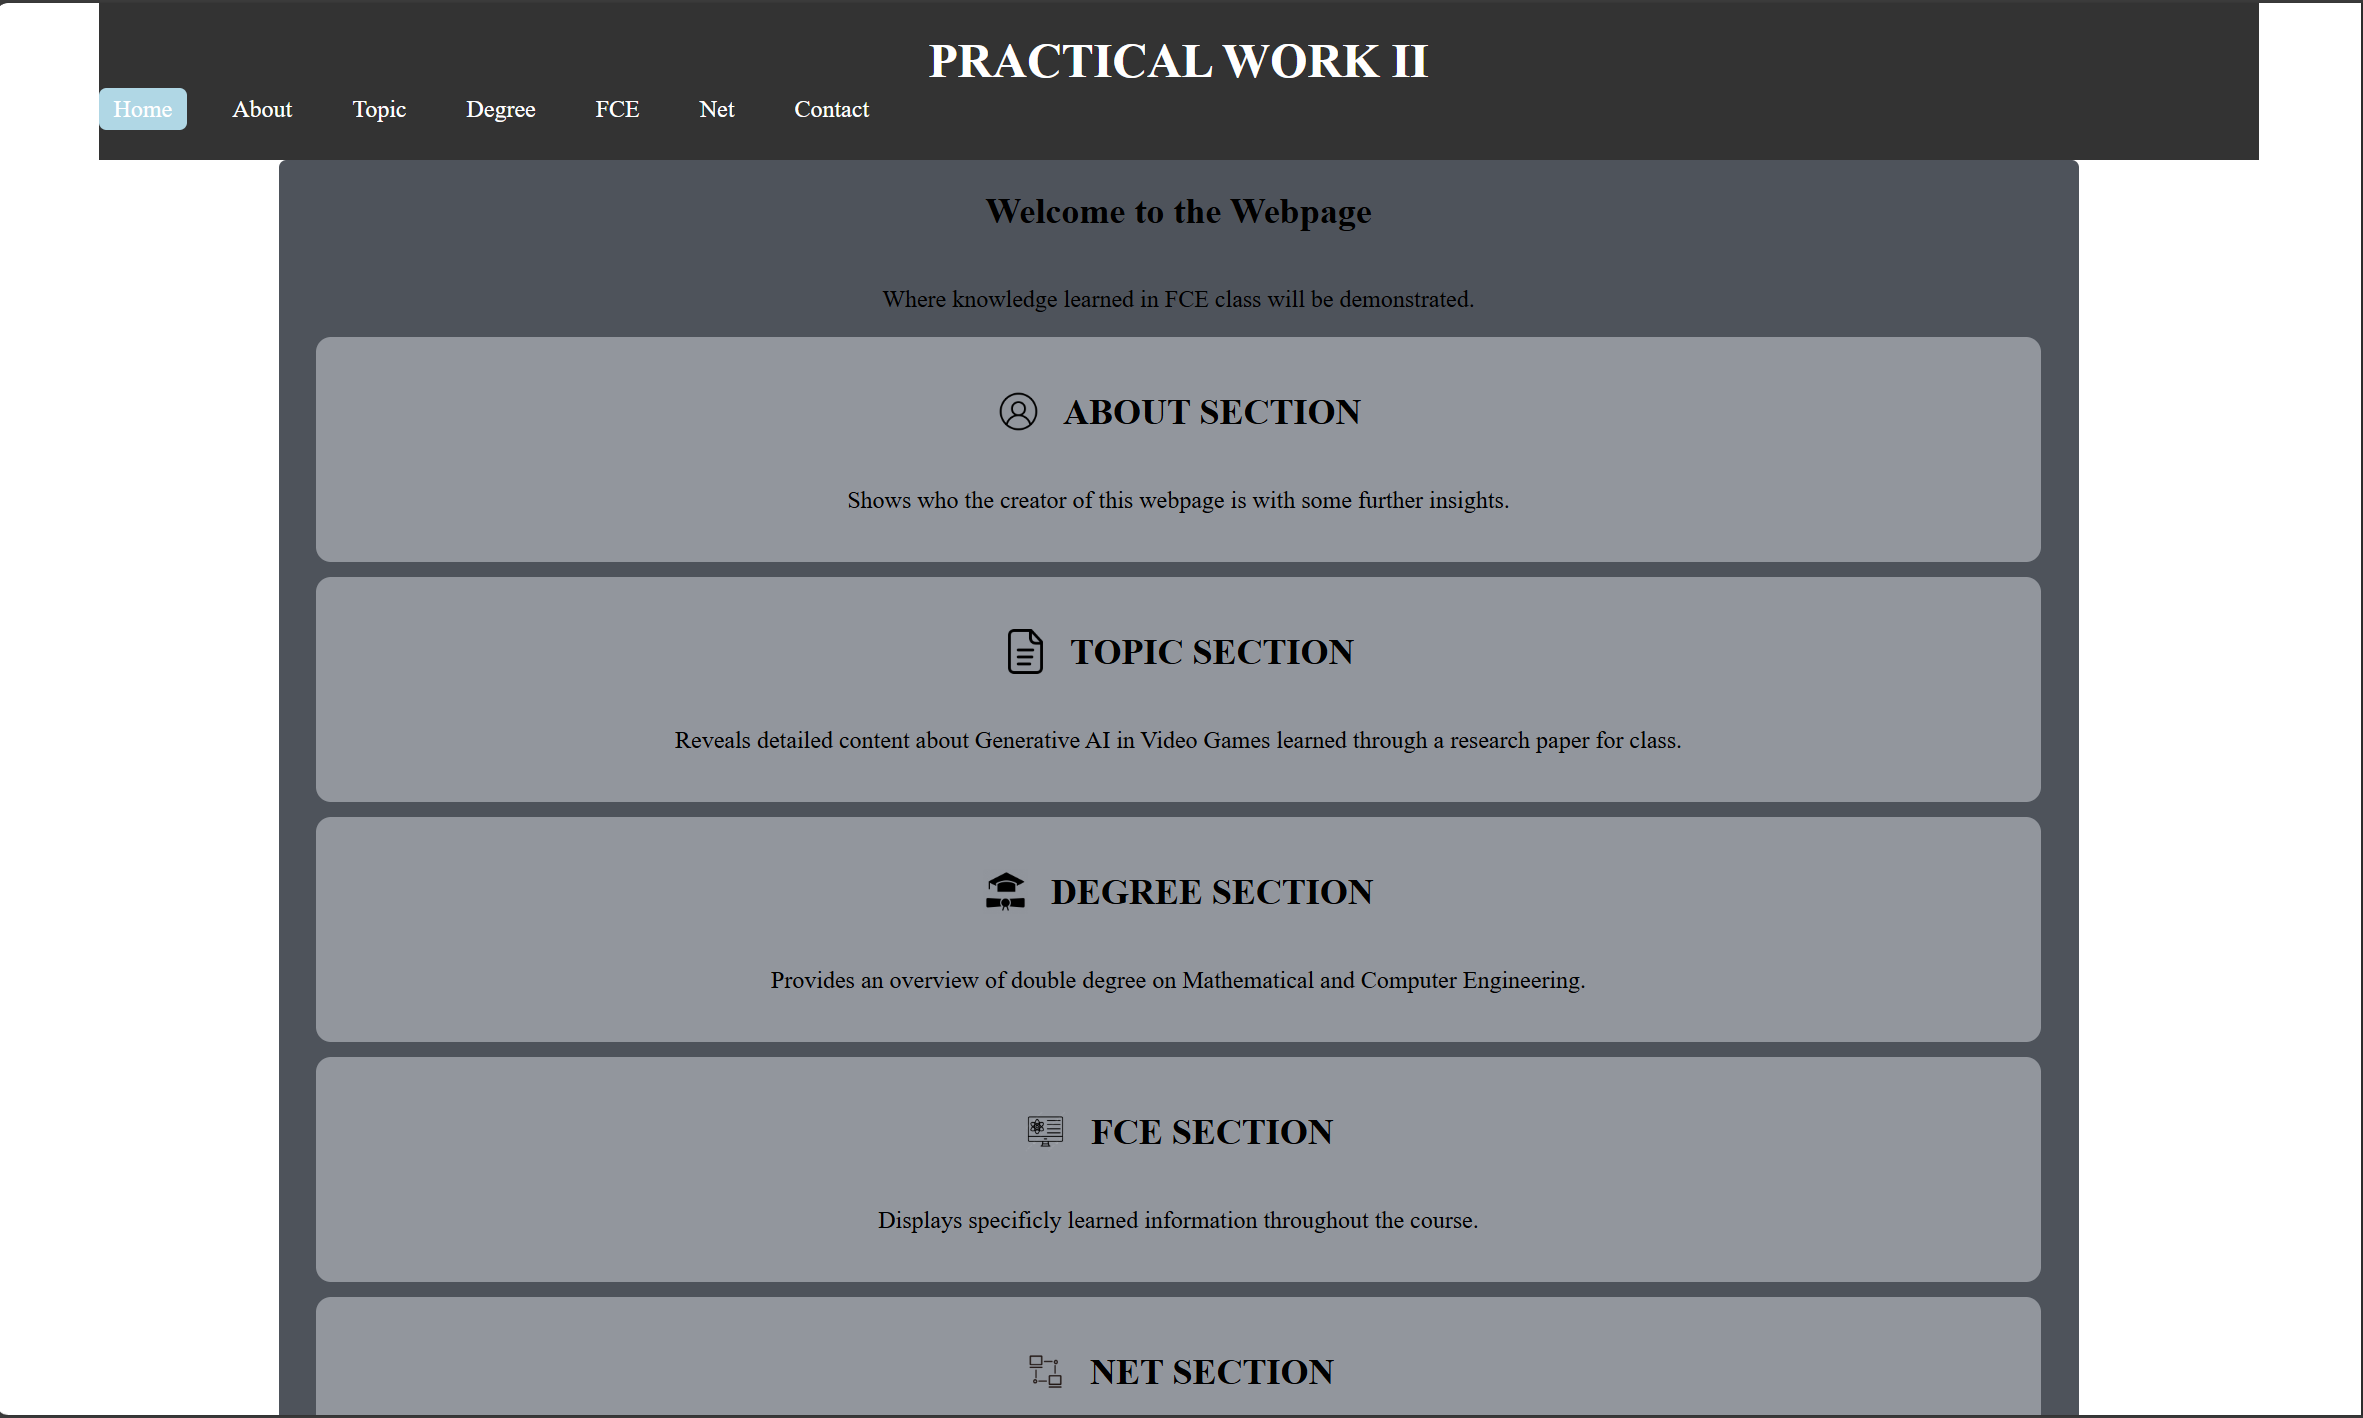 PRACTICAL WORK II
Home About Topic Degree FCE Net Contact
Welcome to the Webpage
Where knowledge learned in FCE class will be demonstrated.
ABOUT SECTION
Shows who the creator of this webpage is with some further insights.
TOPIC SECTION
Reveals detailed content about Generative AI in Video Games learned through a research paper for class.
DEGREE SECTION
Provides an overview of double degree on Mathematical and Computer Engineering.
FCE SECTION
Displays specificly learned information throughout the course.
NET SECTION